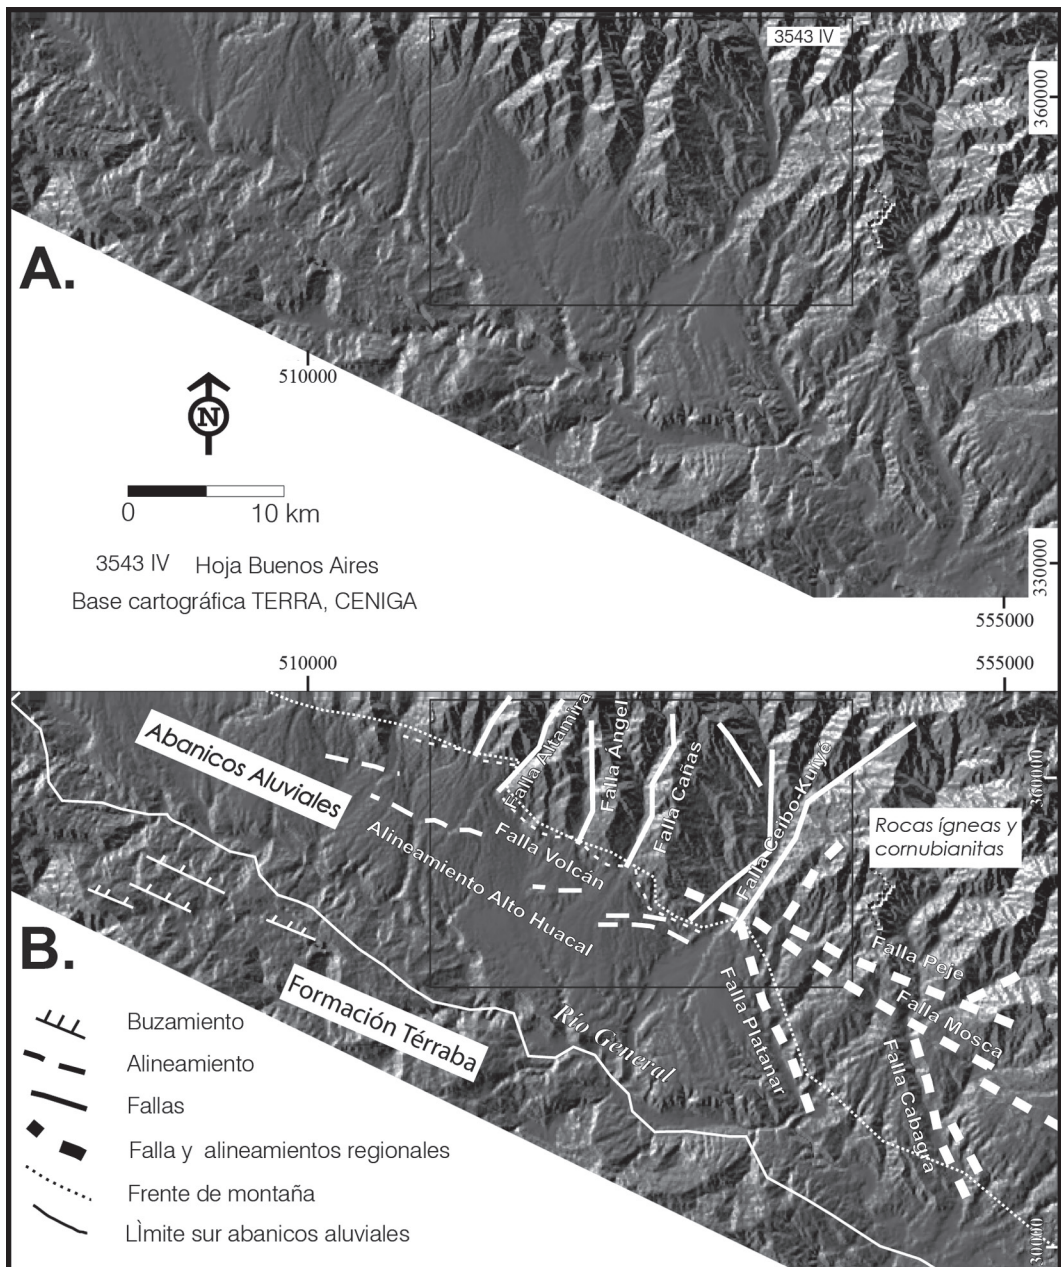 3543 IV
360000
A.
510000
N
0 10 km
3543 IV Hoja Buenos Aires
Base cartográfica TERRA, CENIGA
330000
555000
510000
555000
Abanicos Aluviales
Falla Altamira
Falla Ángel
Falla Cañas
Falla Ceibo-Kuiye
360000
Rocas ígneas y
cornubianitas
Falla Volcán
Alineamiento Alto Huacal
B.
Falla Peje
Falla Mosca
Falla Platanar
Falla Cabagra
Formación Térraba
Río General
Buzamiento
Alineamiento
Fallas
Falla y alineamientos regionales
Frente de montaña
LÌmite sur abanicos aluviales